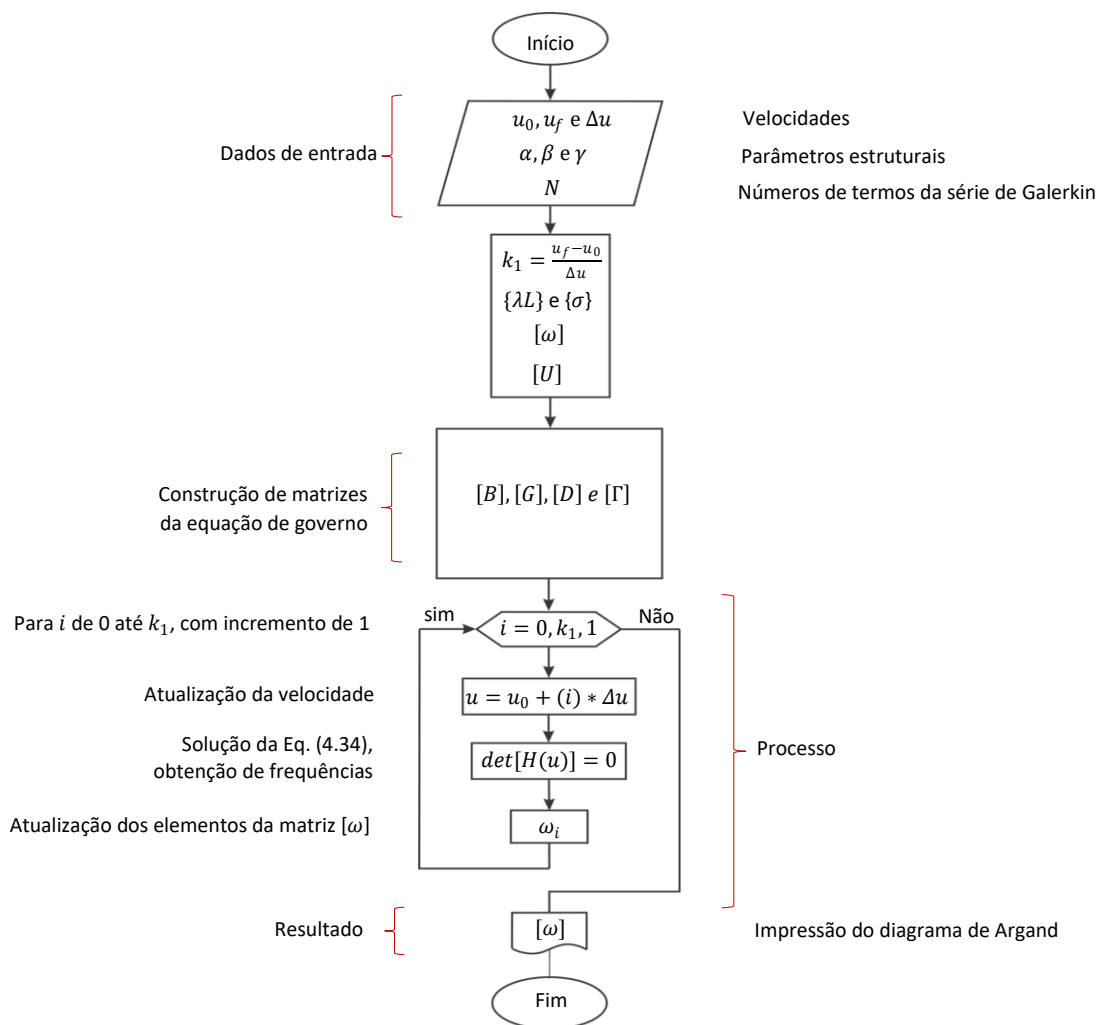 Início
Dados de entrada
u₀, u_f e Δu
α, β e γ
N
Velocidades
Parâmetros estruturais
Números de termos da série de Galerkin
k₁ = (u_f−u₀)/Δu
{λL} e {σ}
[ω]
[U]
Construção de matrizes
da equação de governo
[B], [G], [D] e [Γ]
sim
Não
Para i de 0 até k₁, com incremento de 1
i = 0, k₁, 1
Atualização da velocidade
u = u₀ + (i) ∗ Δu
Solução da Eq. (4.34),
obtenção de frequências
det[H(u)] = 0
Processo
Atualização dos elementos da matriz [ω]
ω_i
Resultado
[ω]
Impressão do diagrama de Argand
Fim